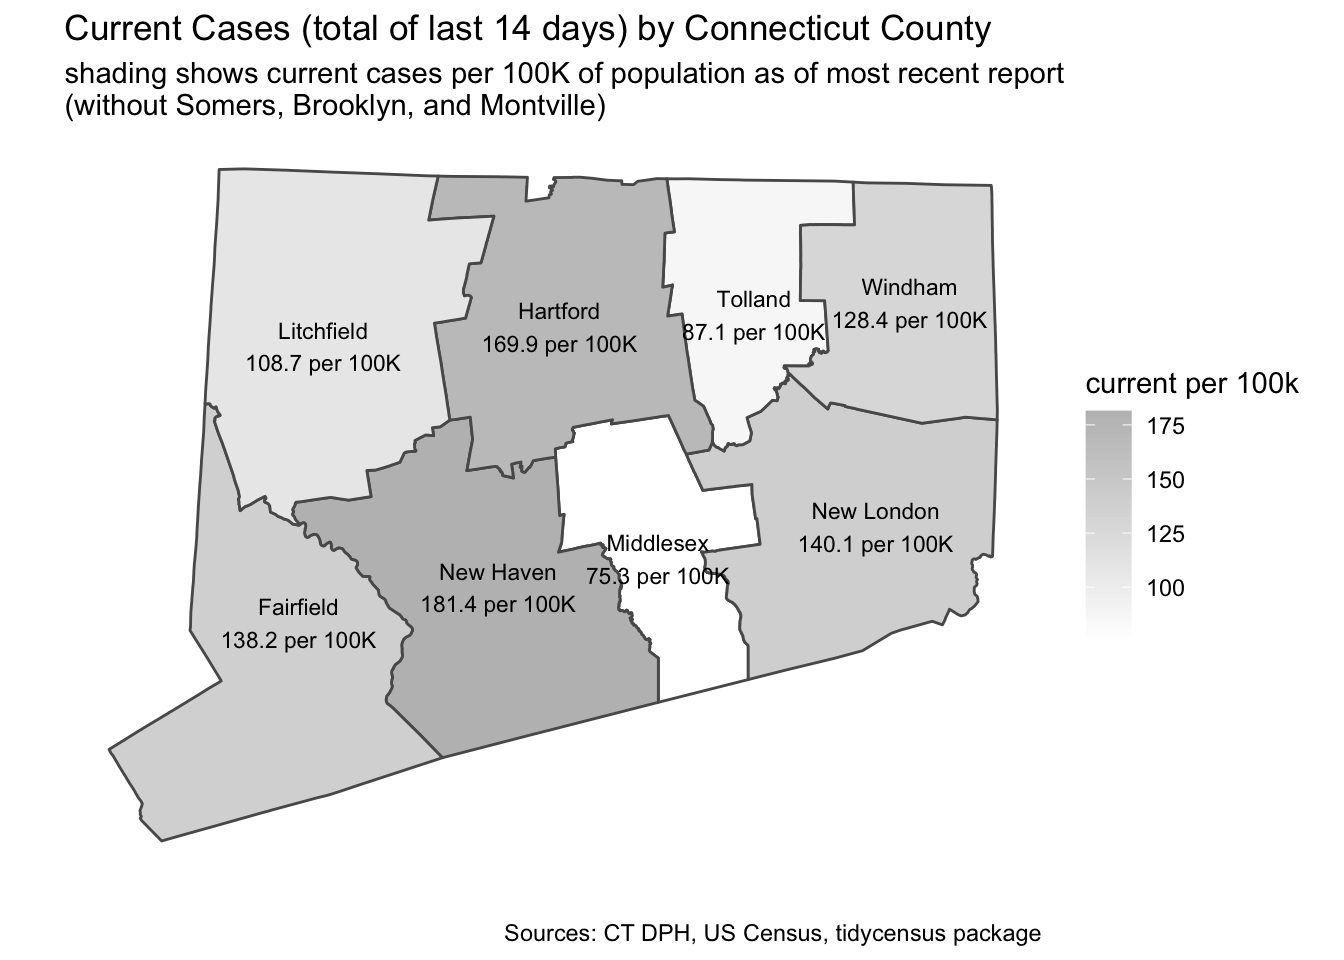 Current Cases (total of last 14 days) by Connecticut County
shading shows current cases per 100K of population as of most recent report
(without Somers, Brooklyn, and Montville)
Litchfield
108.7 per 100K
Hartford
169.9 per 100K
Tolland
87.1 per 100K
Windham
128.4 per 100K
Fairfield
138.2 per 100K
New Haven
181.4 per 100K
Middlesex
75.3 per 100K
New London
140.1 per 100K
current per 100k
175
150
125
100
Sources: CT DPH, US Census, tidycensus package